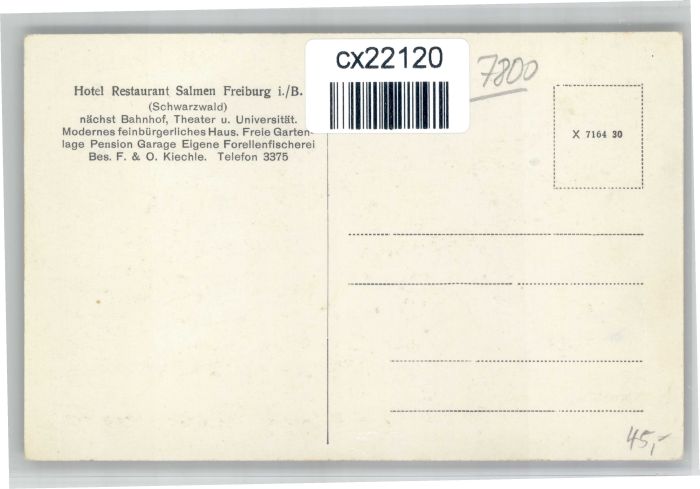 cx22120
7800
Hotel Restaurant Salmen Freiburg i./B.
(Schwarzwald)
nächst Bahnhof, Theater u. Universität.
Modernes feinbürgerliches Haus. Freie Garten-
lage Pension Garage Eigene Forellenfischerei
Bes. F. & O. Kiechle. Telefon 3375
X 7164 30
45,-